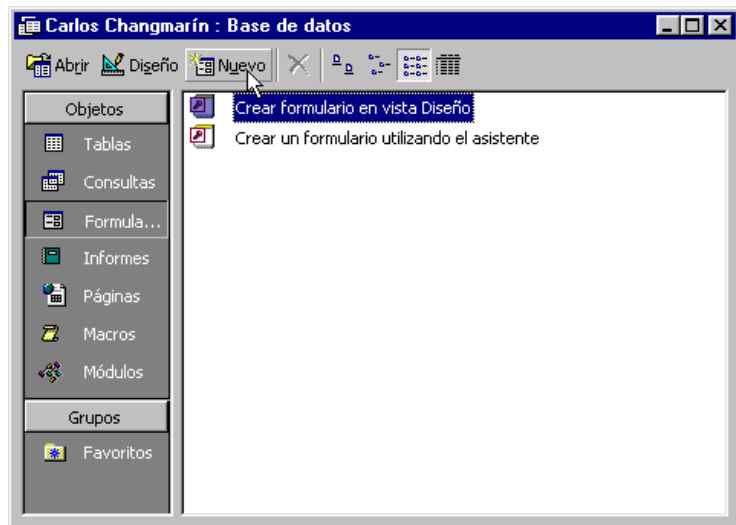 Carlos Changmarín : Base de datos
Abrir Diseño Nuevo
Objetos
Tablas
Consultas
Formula...
Informes
Páginas
Macros
Módulos
Grupos
Favoritos
Crear formulario en vista Diseño
Crear un formulario utilizando el asistente